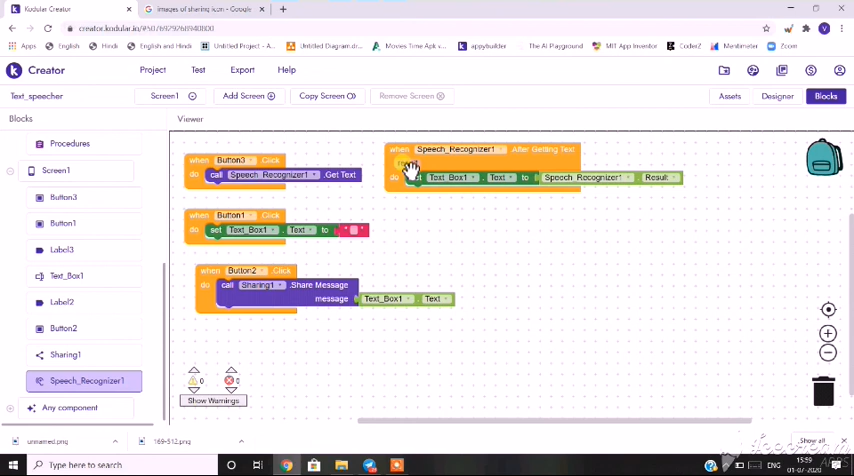 Kodular Creator
images of sharing icon - Google
creator.kodular.io/#5076929268940800
Apps
English
Hindi
English and Hindi
Untitled Project - A...
Untitled Diagram.dr...
Movies Time Apk v...
appybuilder
The AI Playground
MIT App Inventor
CoderZ
Mentimeter
Zoom
Creator
Project
Test
Export
Help
Text_speecher
Screen1
Add Screen
Copy Screen
Remove Screen
Assets
Designer
Blocks
Blocks
Viewer
Procedures
Screen1
Button3
Button1
Label3
Text_Box1
Label2
Button2
Sharing1
Speech_Recognizer1
Any component
when Button3 .Click
do call Speech_Recognizer1 .Get Text
when Speech_Recognizer1 .After Getting Text
do set Text_Box1 . Text to Speech_Recognizer1 . Result
when Button1 .Click
do set Text_Box1 . Text to " "
when Button2 .Click
do call Sharing1 .Share Message
message Text_Box1 . Text
0 0
Show Warnings
unnamed.png
169-512.png
Show all
Type here to search
ENG
15:59
01-07-2020